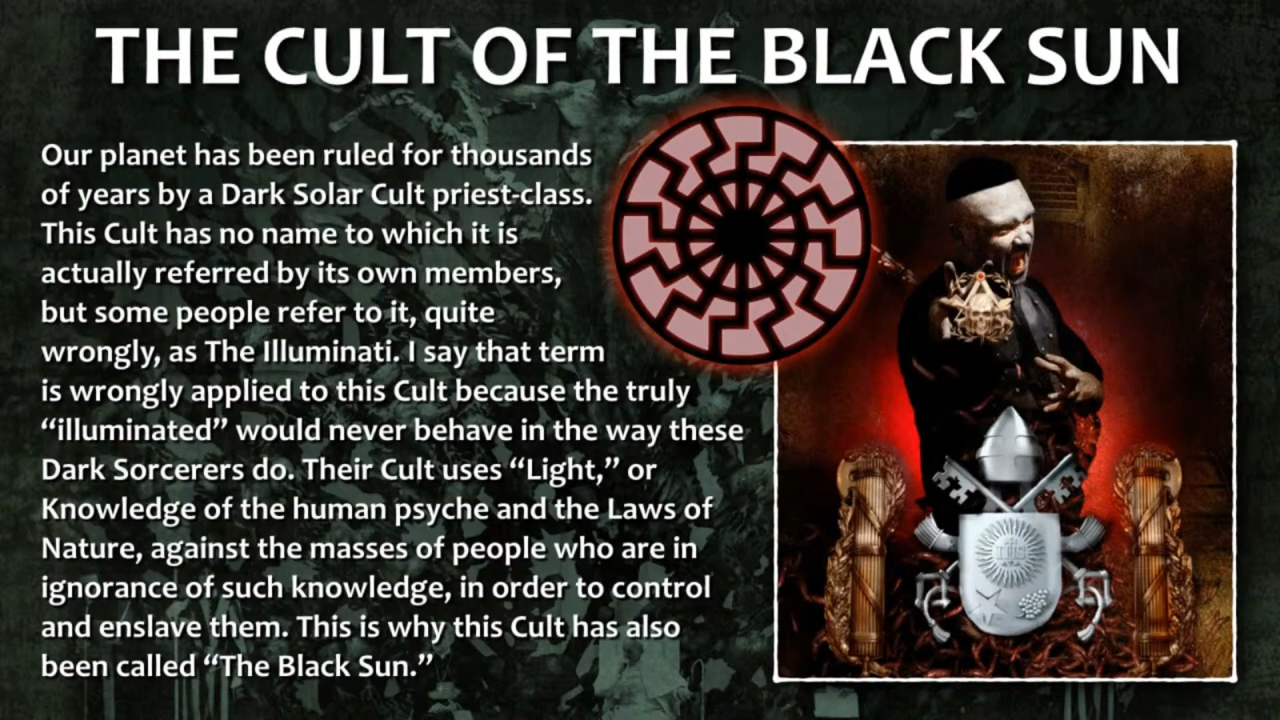 THE CULT OF THE BLACK SUN
Our planet has been ruled for thousands
of years by a Dark Solar Cult priest-class.
This Cult has no name to which it is
actually referred by its own members,
but some people refer to it, quite
wrongly, as The Illuminati. I say that term
is wrongly applied to this Cult because the truly
“illuminated” would never behave in the way these
Dark Sorcerers do. Their Cult uses “Light,” or
Knowledge of the human psyche and the Laws of
Nature, against the masses of people who are in
ignorance of such knowledge, in order to control
and enslave them. This is why this Cult has also
been called “The Black Sun.”
IHS